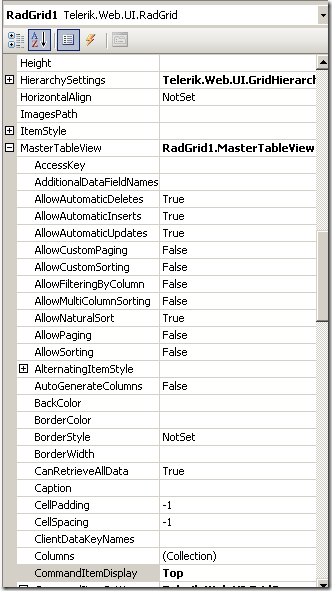 RadGrid1 Telerik.Web.UI.RadGrid
Height
HierarchySettings Telerik.Web.UI.GridHierarch
HorizontalAlign NotSet
ImagesPath
ItemStyle
MasterTableView RadGrid1.MasterTableView
AccessKey
AdditionalDataFieldNames
AllowAutomaticDeletes True
AllowAutomaticInserts True
AllowAutomaticUpdates True
AllowCustomPaging False
AllowCustomSorting False
AllowFilteringByColumn False
AllowMultiColumnSorting False
AllowNaturalSort True
AllowPaging False
AllowSorting False
AlternatingItemStyle
AutoGenerateColumns False
BackColor
BorderColor
BorderStyle NotSet
BorderWidth
CanRetrieveAllData True
Caption
CellPadding -1
CellSpacing -1
ClientDataKeyNames
Columns (Collection)
CommandItemDisplay Top